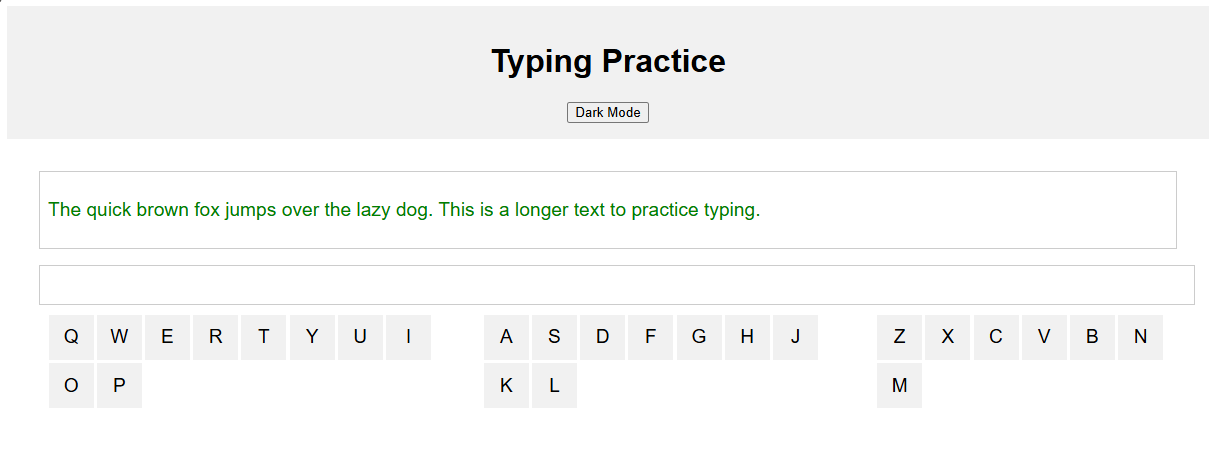 Typing Practice
Dark Mode
The quick brown fox jumps over the lazy dog. This is a longer text to practice typing.
Q W E R T Y U I A S D F G H J Z X C V B N
O P K L M